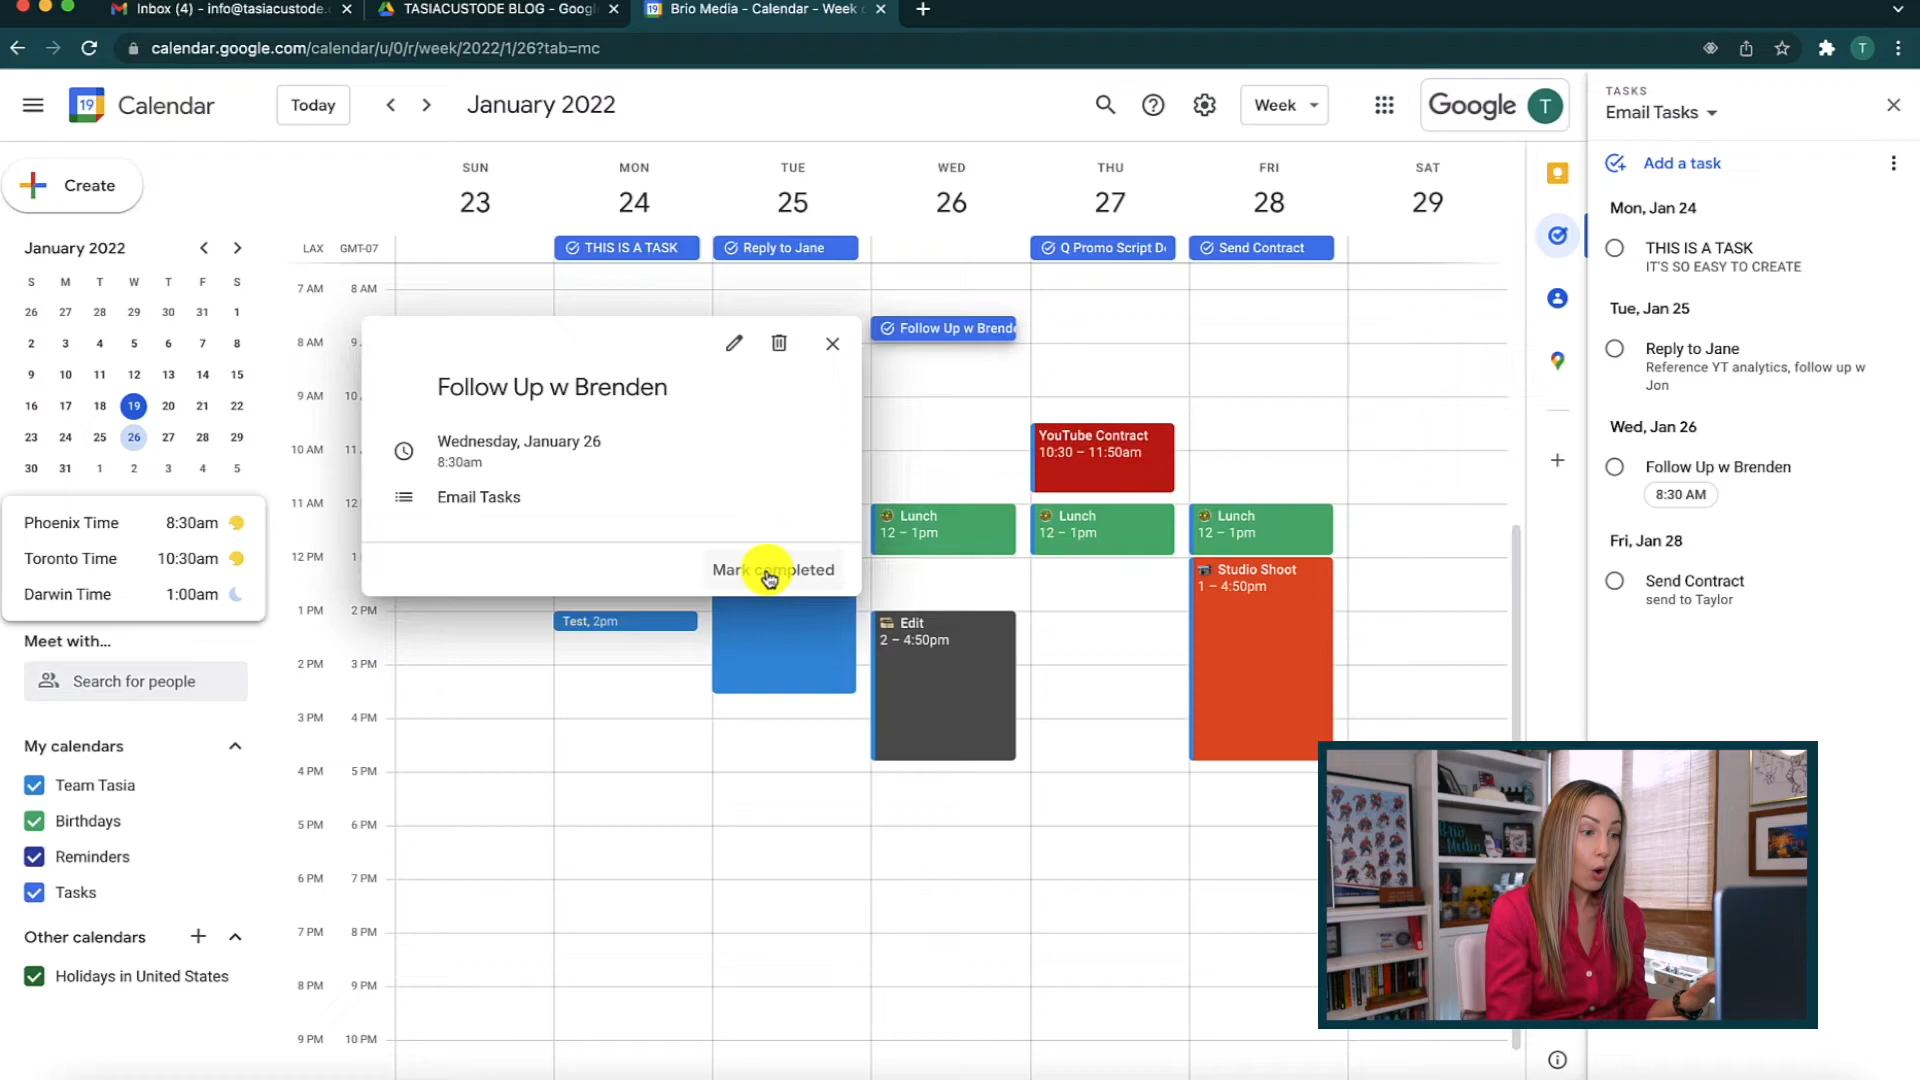 Inbox (4) – info@tasiacustode.
TASIACUSTODE BLOG - Google
Brio Media - Calendar - Week o
calendar.google.com/calendar/u/0/r/week/2022/1/26?tab=mc
T
19
Calendar
Today
January 2022
Week
Google
T
TASKS
Email Tasks
Create
Add a task
SUN
MON
TUE
WED
THU
FRI
SAT
23
24
25
26
27
28
29
LAX
GMT-07
THIS IS A TASK
Reply to Jane
Q Promo Script D
Send Contract
January 2022
S M T W T F S
26 27 28 29 30 31 1
2 3 4 5 6 7 8
9 10 11 12 13 14 15
16 17 18 19 20 21 22
23 24 25 26 27 28 29
30 31 1 2 3 4 5
Phoenix Time 8:30am
Toronto Time 10:30am
Darwin Time 1:00am
Meet with...
Search for people
My calendars
Team Tasia
Birthdays
Reminders
Tasks
Other calendars
Holidays in United States
7 AM 8 AM
8 AM 9
9 AM 10
10 AM 11
11 AM 12
12 PM 1
1 PM 2 PM
2 PM 3 PM
3 PM 4 PM
4 PM 5 PM
5 PM 6 PM
6 PM 7 PM
7 PM 8 PM
8 PM 9 PM
9 PM 10 PM
Follow Up w Brenden
Wednesday, January 26
8:30am
Email Tasks
Mark completed
Test, 2pm
Follow Up w Brende
Lunch
12 – 1pm
Edit
2 – 4:50pm
YouTube Contract
10:30 – 11:50am
Lunch
12 – 1pm
Lunch
12 – 1pm
Studio Shoot
1 – 4:50pm
Mon, Jan 24
THIS IS A TASK
IT'S SO EASY TO CREATE
Tue, Jan 25
Reply to Jane
Reference YT analytics, follow up w
Jon
Wed, Jan 26
Follow Up w Brenden
8:30 AM
Fri, Jan 28
Send Contract
send to Taylor
Brio
Media